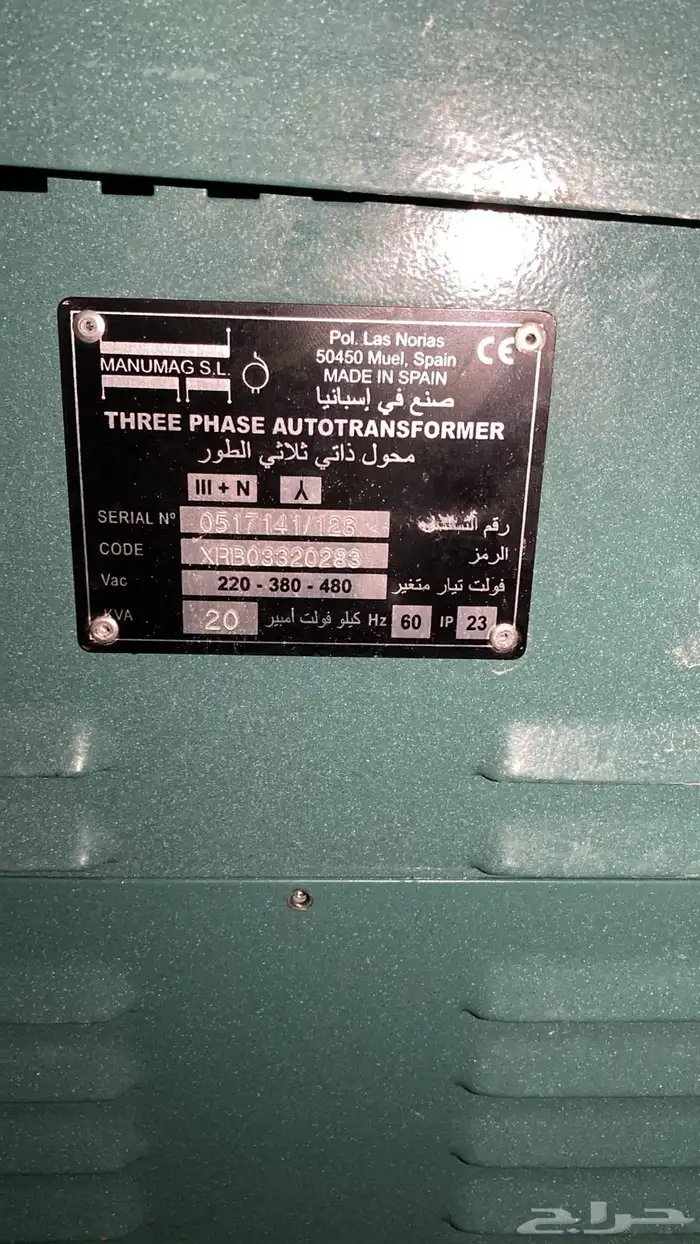 MANUMAG S.L.
Pol. Las Norias
50450 Muel, Spain
MADE IN SPAIN
CE
صنع في إسبانيا
THREE PHASE AUTOTRANSFORMER
محول ذاتي ثلاثي الطور
III + N
SERIAL Nº 0517141/126 رقم
CODE XRB03320283 الرمز
Vac 220 - 380 - 480 فولت تيار متغير
KVA 20 كيلو فولت أمبير Hz 60 IP 23
حراج